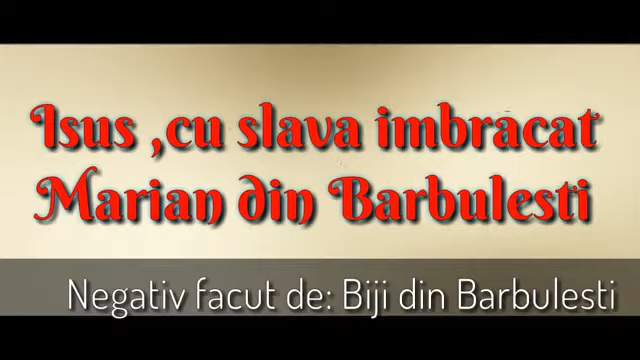 Isus ,cu slava imbracat
Marian din Barbulesti
Negativ facut de: Biji din Barbulesti